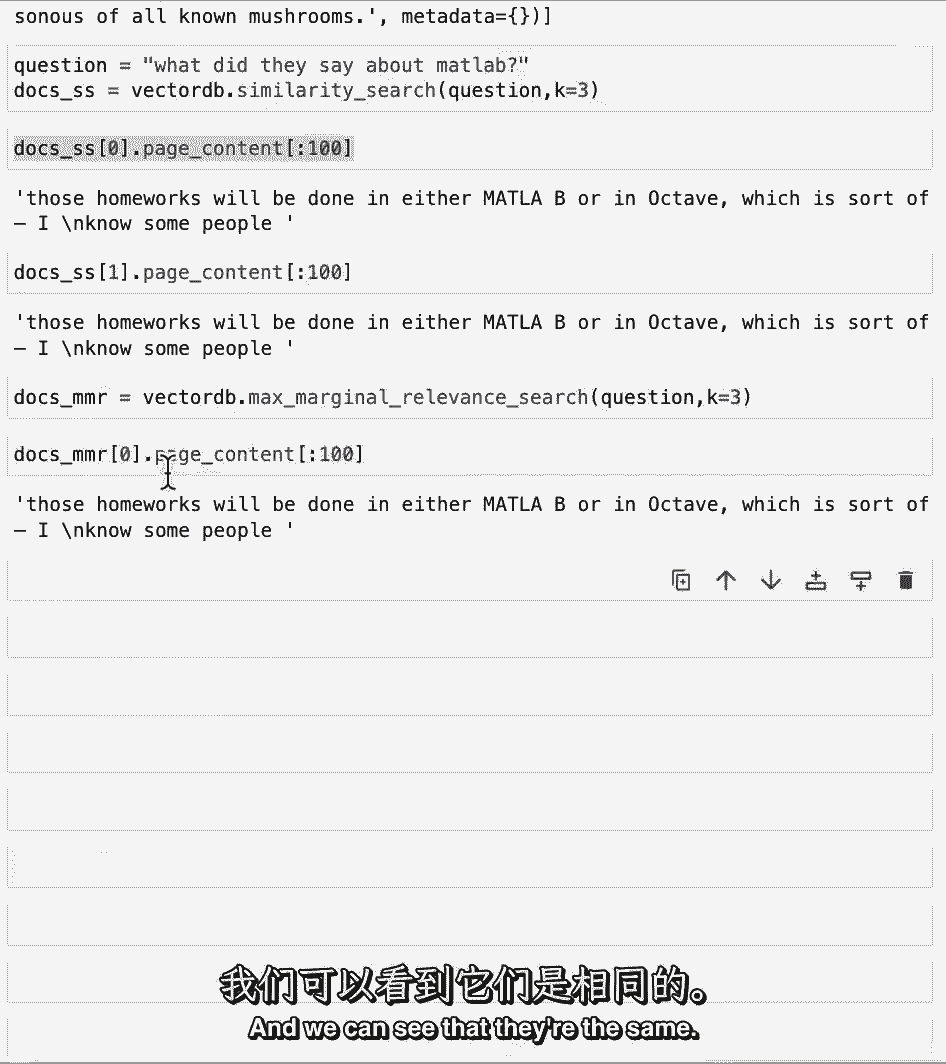 sonous of all known mushrooms.', metadata={})]
question = "what did they say about matlab?"
docs_ss = vectordb.similarity_search(question,k=3)
docs_ss[0].page_content[:100]
'those homeworks will be done in either MATLA B or in Octave, which is sort of
— I \nknow some people '
docs_ss[1].page_content[:100]
'those homeworks will be done in either MATLA B or in Octave, which is sort of
— I \nknow some people '
docs_mmr = vectordb.max_marginal_relevance_search(question,k=3)
docs_mmr[0].page_content[:100]
'those homeworks will be done in either MATLA B or in Octave, which is sort of
— I \nknow some people '
我们可以看到它们是相同的。
And we can see that they're the same.